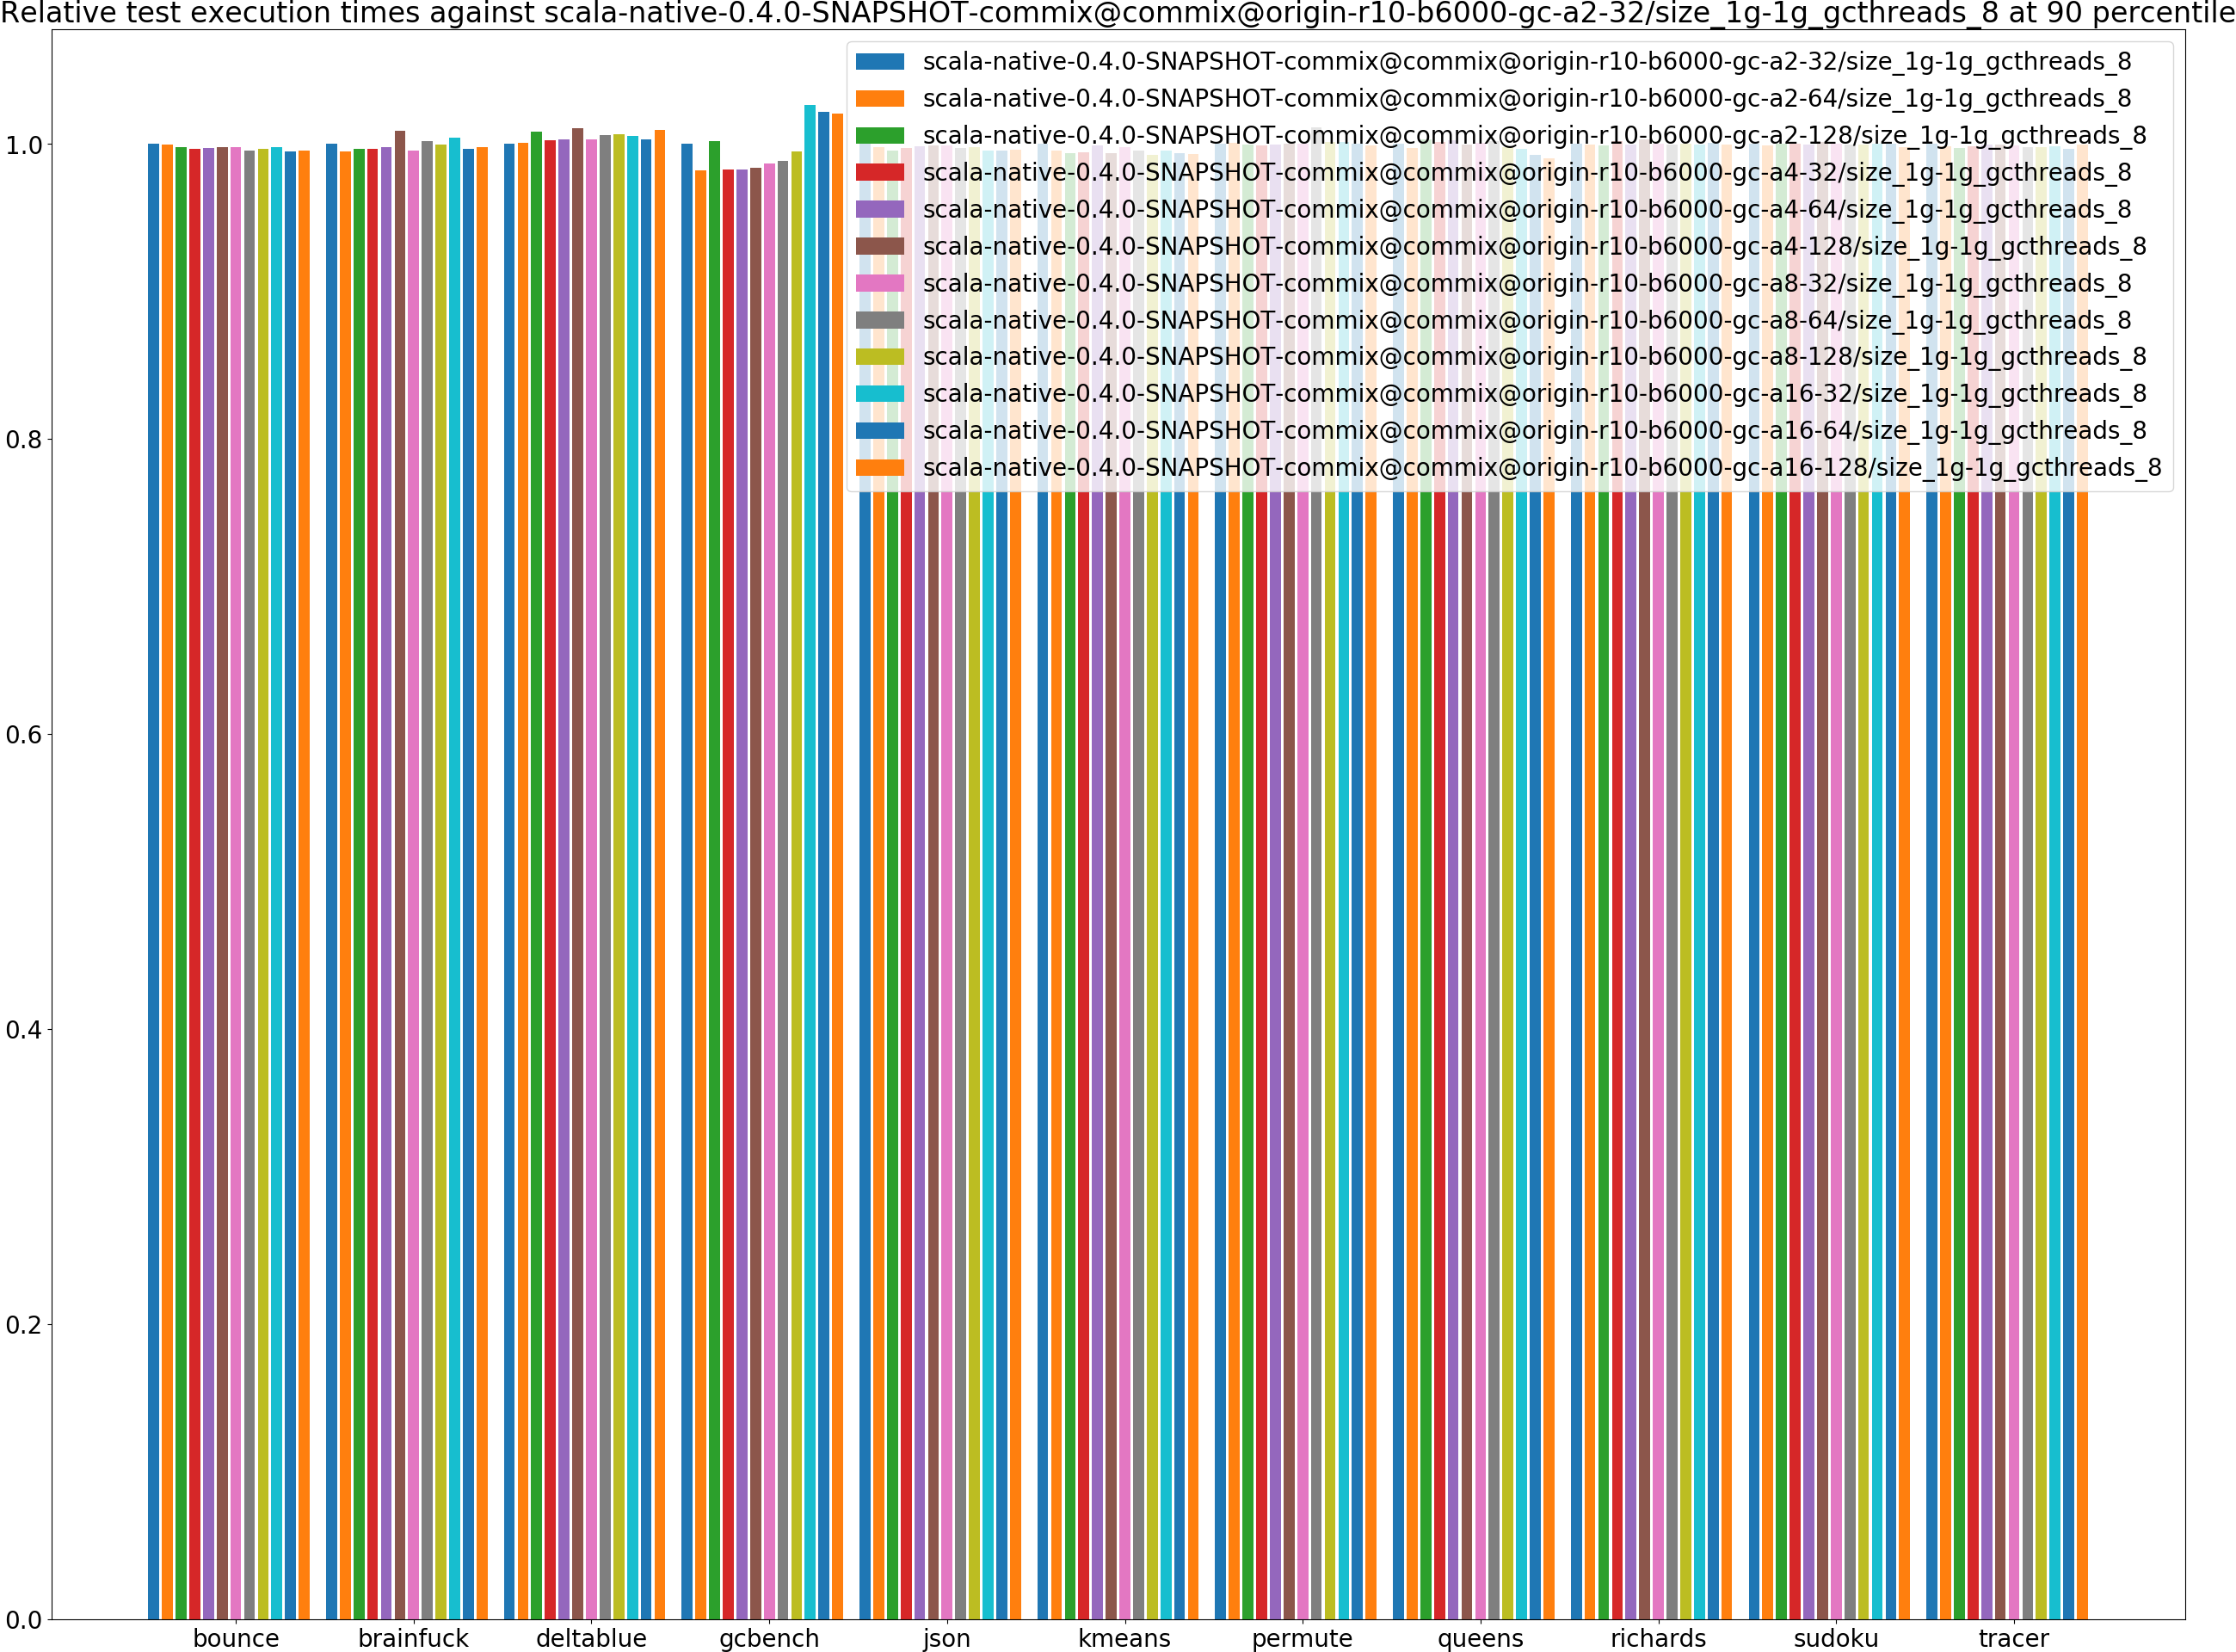 Relative test execution times against scala-native-0.4.0-SNAPSHOT-commix@commix@origin-r10-b6000-gc-a2-32/size_1g-1g_gcthreads_8 at 90 percentile
scala-native-0.4.0-SNAPSHOT-commix@commix@origin-r10-b6000-gc-a2-32/size_1g-1g_gcthreads_8
scala-native-0.4.0-SNAPSHOT-commix@commix@origin-r10-b6000-gc-a2-64/size_1g-1g_gcthreads_8
scala-native-0.4.0-SNAPSHOT-commix@commix@origin-r10-b6000-gc-a2-128/size_1g-1g_gcthreads_8
scala-native-0.4.0-SNAPSHOT-commix@commix@origin-r10-b6000-gc-a4-32/size_1g-1g_gcthreads_8
scala-native-0.4.0-SNAPSHOT-commix@commix@origin-r10-b6000-gc-a4-64/size_1g-1g_gcthreads_8
scala-native-0.4.0-SNAPSHOT-commix@commix@origin-r10-b6000-gc-a4-128/size_1g-1g_gcthreads_8
scala-native-0.4.0-SNAPSHOT-commix@commix@origin-r10-b6000-gc-a8-32/size_1g-1g_gcthreads_8
scala-native-0.4.0-SNAPSHOT-commix@commix@origin-r10-b6000-gc-a8-64/size_1g-1g_gcthreads_8
scala-native-0.4.0-SNAPSHOT-commix@commix@origin-r10-b6000-gc-a8-128/size_1g-1g_gcthreads_8
scala-native-0.4.0-SNAPSHOT-commix@commix@origin-r10-b6000-gc-a16-32/size_1g-1g_gcthreads_8
scala-native-0.4.0-SNAPSHOT-commix@commix@origin-r10-b6000-gc-a16-64/size_1g-1g_gcthreads_8
scala-native-0.4.0-SNAPSHOT-commix@commix@origin-r10-b6000-gc-a16-128/size_1g-1g_gcthreads_8
1.0
0.8
0.6
0.4
0.2
0.0
bounce brainfuck deltablue gcbench json kmeans permute queens richards sudoku tracer